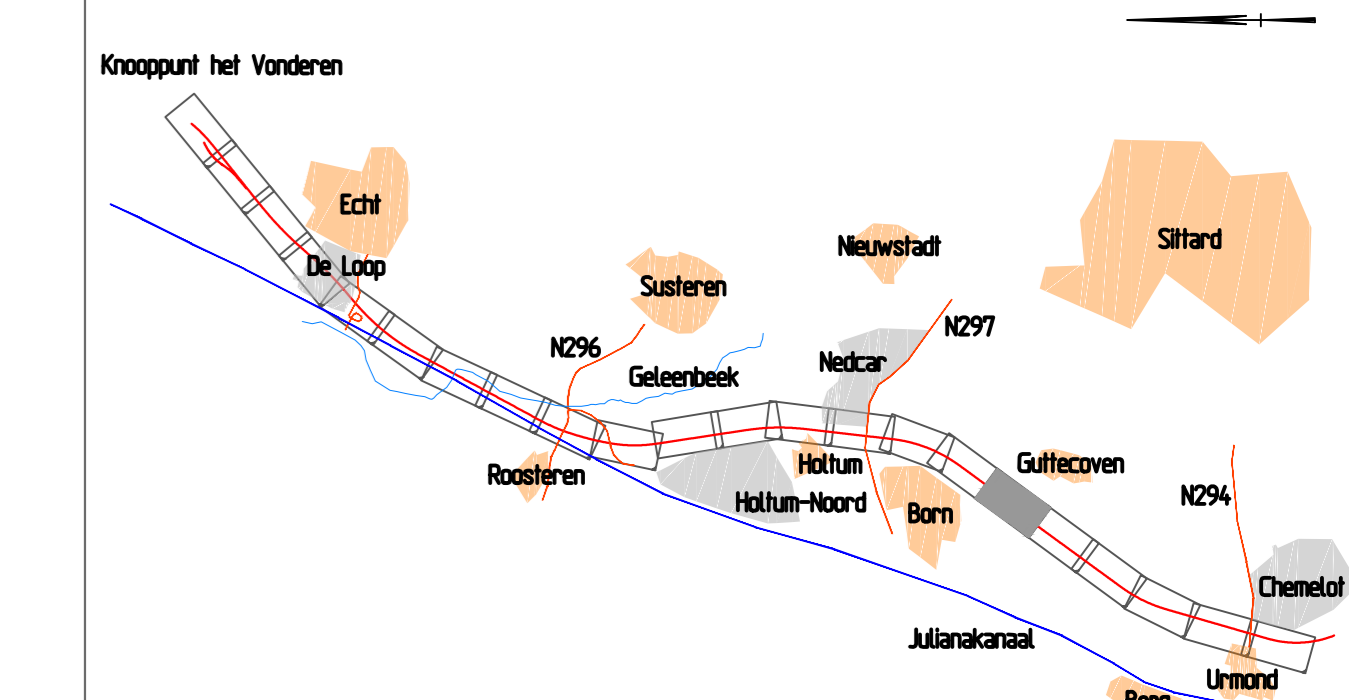 Knooppunt het Vonderen
Echt
De Loop
Sittard
Nieuwstadt
Susteren
N297
N296
Nedcar
Geleenbeek
Holtum
Guttecoven
Roosteren
Holtum-Noord
N294
Born
Chemelot
Julianakanaal
Urmond